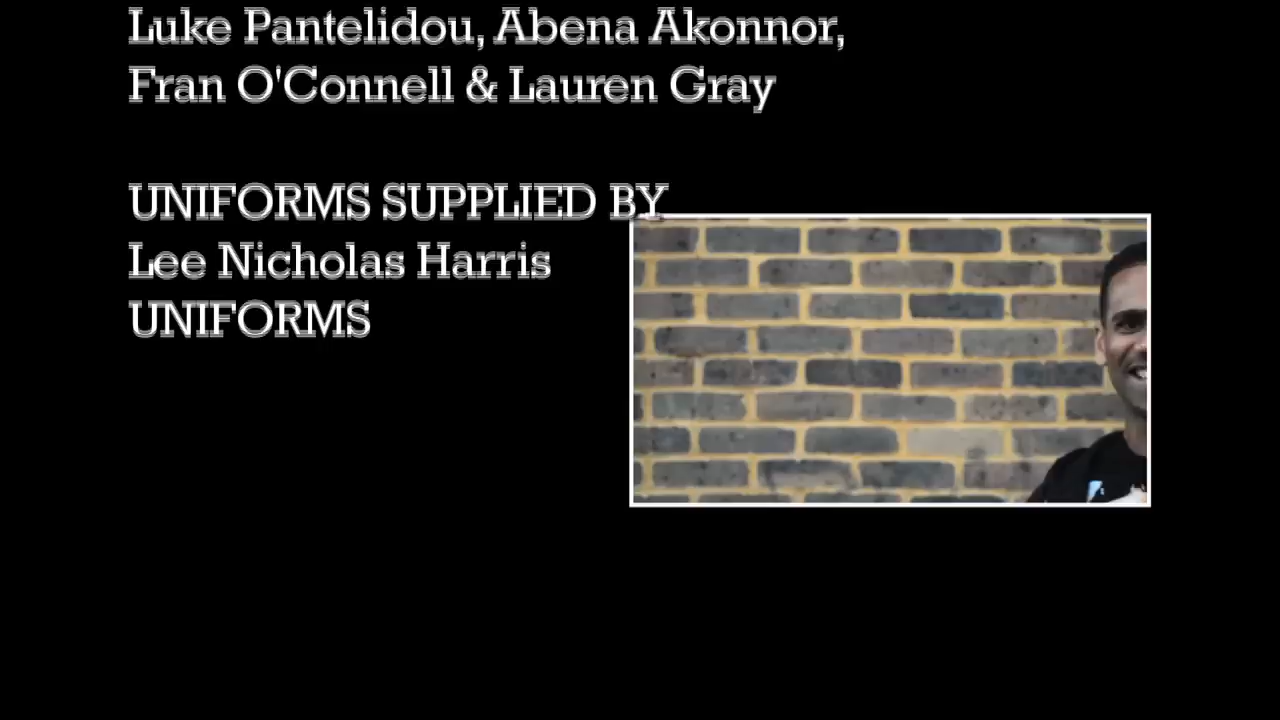 Luke Pantelidou, Abena Akonnor,
Fran O'Connell & Lauren Gray
UNIFORMS SUPPLIED BY
Lee Nicholas Harris
UNIFORMS